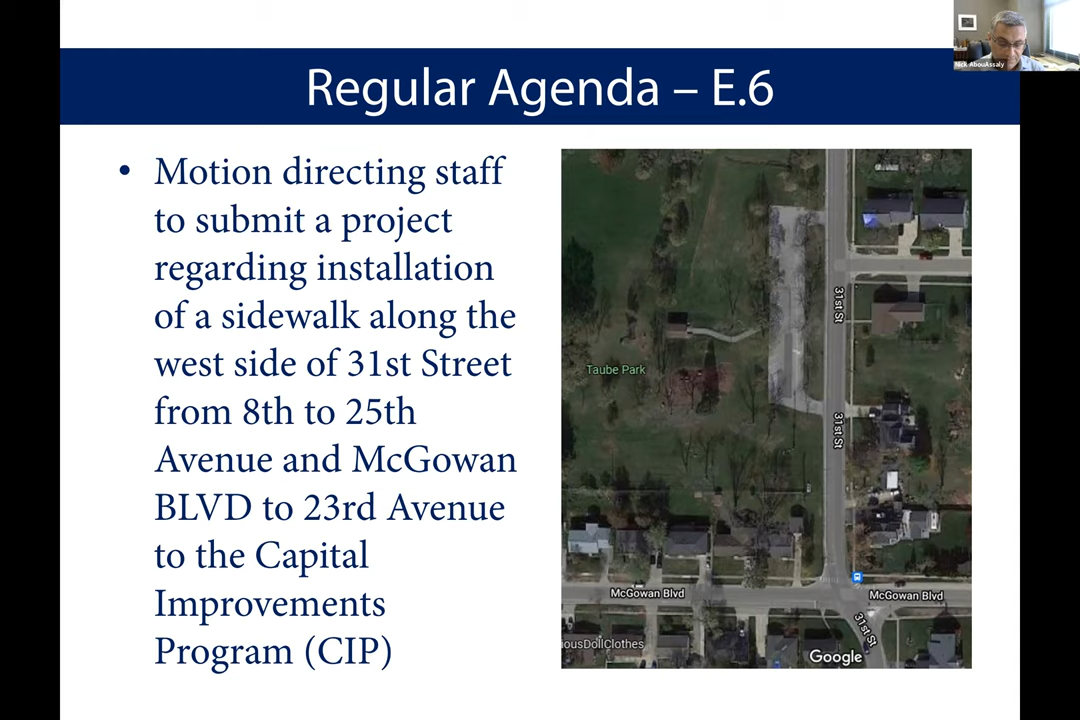 Nick AbouAssaly
Regular Agenda – E.6
• Motion directing staff
to submit a project
regarding installation
of a sidewalk along the
west side of 31st Street
from 8th to 25th
Avenue and McGowan
BLVD to 23rd Avenue
to the Capital
Improvements
Program (CIP)
31st St
Taube Park
31st St
McGowan Blvd
McGowan Blvd
31st St
iousDollClothes
Google